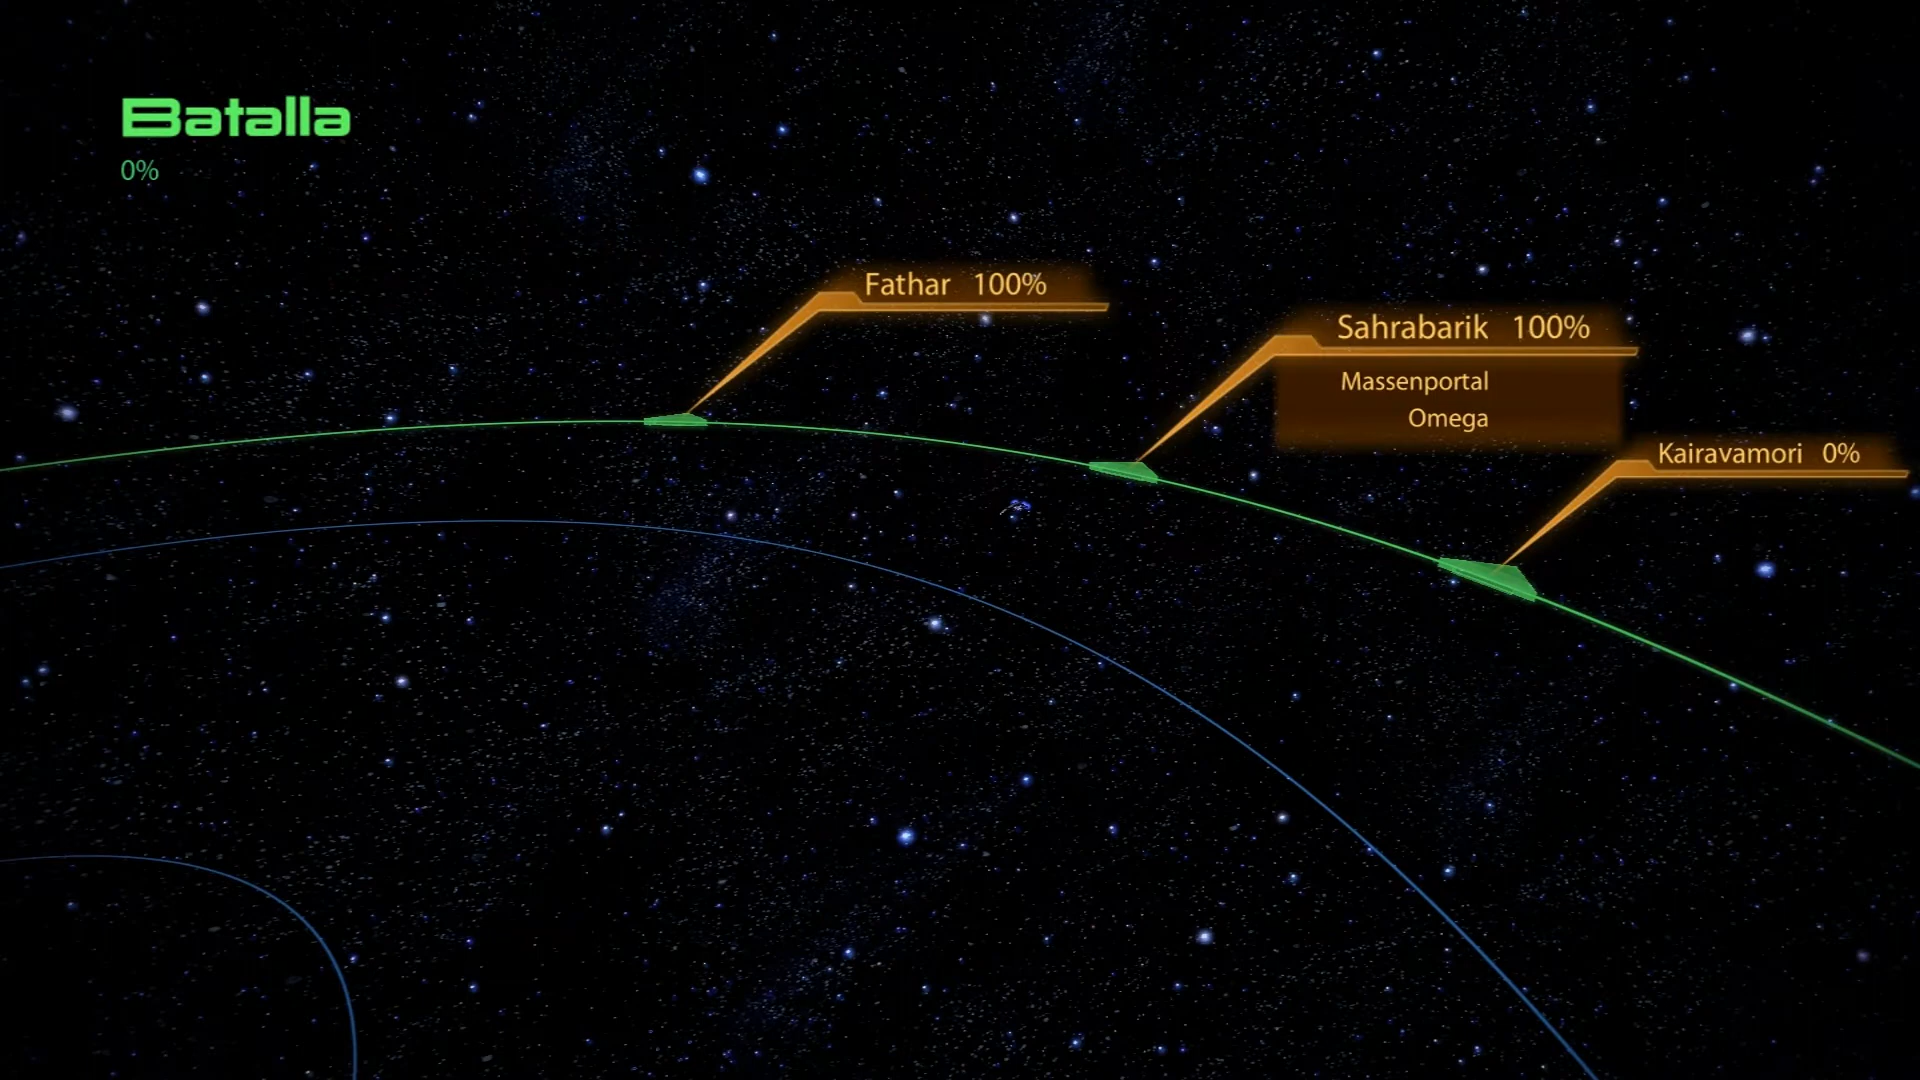 Batalla
0%
Fathar 100%
Sahrabarik 100%
Massenportal
Omega
Kairavamori 0%